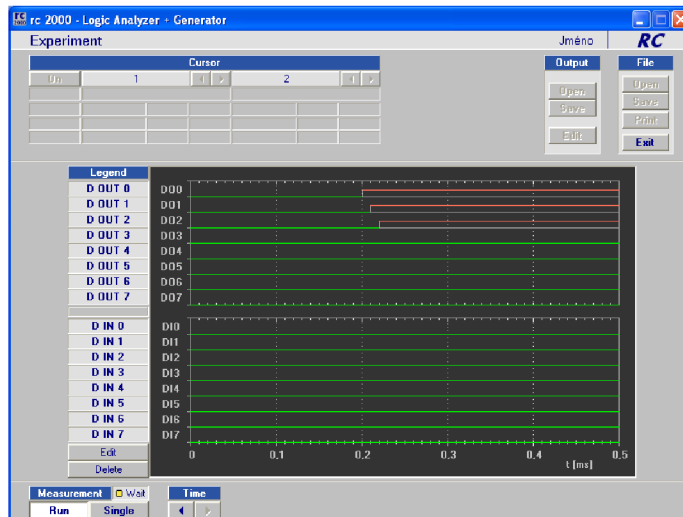 rc 2000 - Logic Analyzer + Generator
Experiment
Jméno
RC
Cursor
On
1
2
Output
Open
Save
Edit
File
Open
Save
Print
Exit
Legend
D OUT 0
D OUT 1
D OUT 2
D OUT 3
D OUT 4
D OUT 5
D OUT 6
D OUT 7
DO0
DO1
DO2
DO3
DO4
DO5
DO6
DO7
D IN 0
D IN 1
D IN 2
D IN 3
D IN 4
D IN 5
D IN 6
D IN 7
DI0
DI1
DI2
DI3
DI4
DI5
DI6
DI7
Edit
Delete
0 0,1 0,2 0,3 0,4 0,5
t [ms]
Measurement
Wait
Run
Single
Time